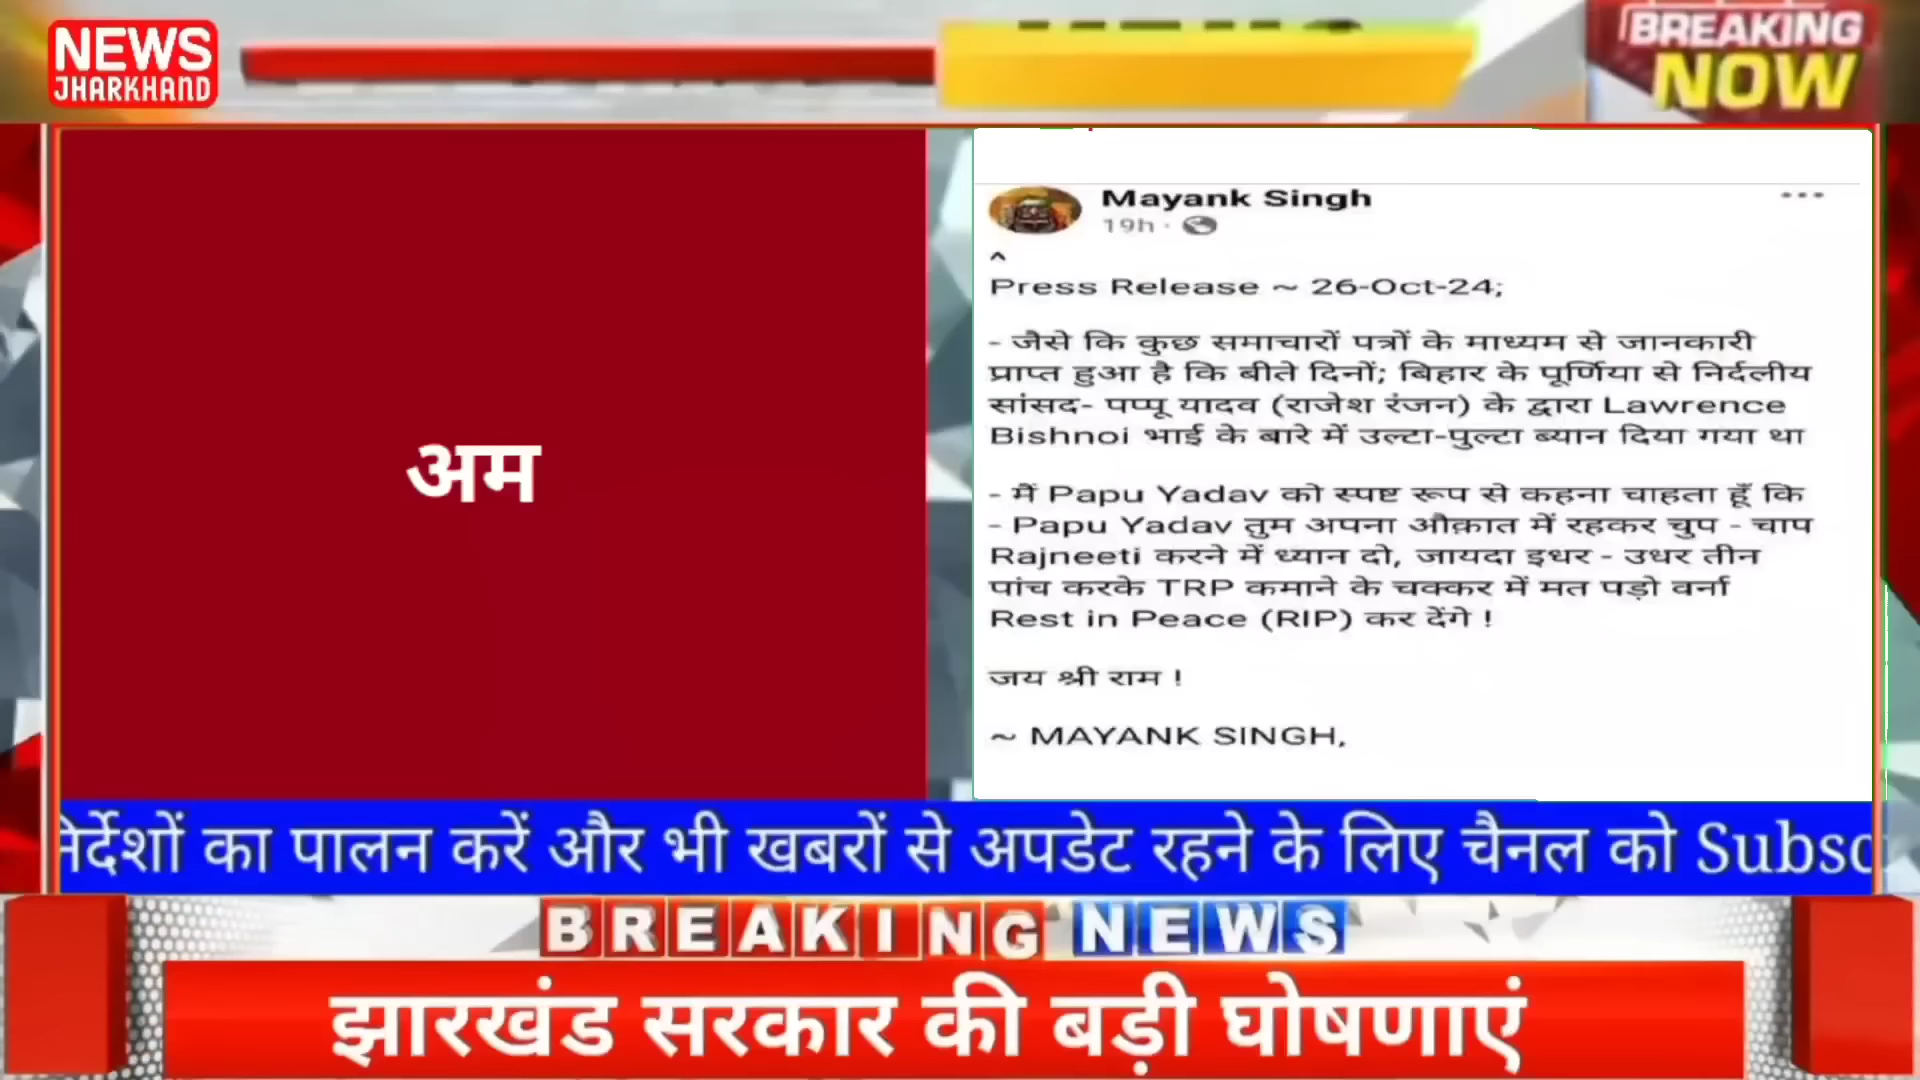 NEWS
JHARKHAND
BREAKING
NOW
अम
Mayank Singh
19h ·
^
Press Release ~ 26-Oct-24;
- जैसे कि कुछ समाचारों पत्रों के माध्यम से जानकारी
प्राप्त हुआ है कि बीते दिनों; बिहार के पूर्णिया से निर्दलीय
सांसद- पप्पू यादव (राजेश रंजन) के द्वारा Lawrence
Bishnoi भाई के बारे में उल्टा-पुल्टा ब्यान दिया गया था
- मैं Papu Yadav को स्पष्ट रूप से कहना चाहता हूँ कि
- Papu Yadav तुम अपना औक़ात में रहकर चुप - चाप
Rajneeti करने में ध्यान दो, जायदा इधर - उधर तीन
पांच करके TRP कमाने के चक्कर में मत पड़ो वर्ना
Rest in Peace (RIP) कर देंगे !
जय श्री राम !
~ MAYANK SINGH,
निर्देशों का पालन करें और भी खबरों से अपडेट रहने के लिए चैनल को Subsc
BREAKING NEWS
झारखंड सरकार की बड़ी घोषणाएं